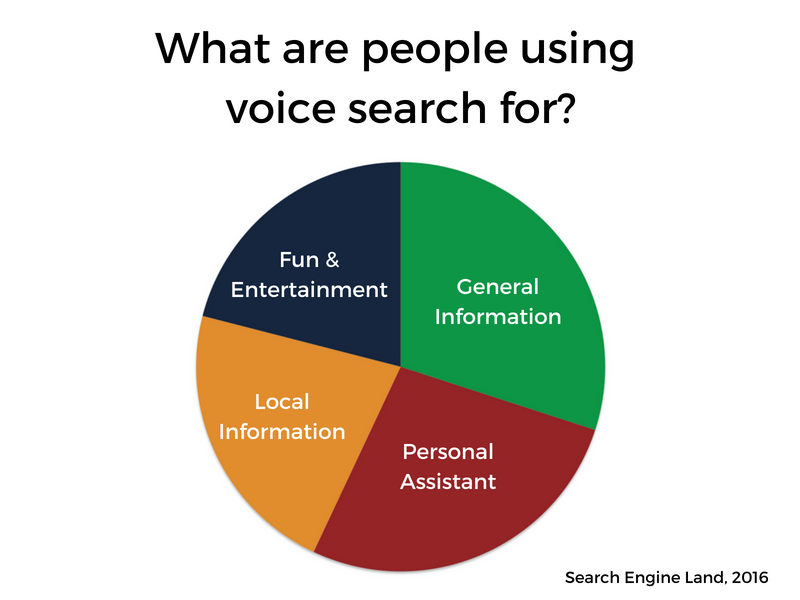 What are people using
voice search for?
Fun &
Entertainment
General
Information
Local
Information
Personal
Assistant
Search Engine Land, 2016